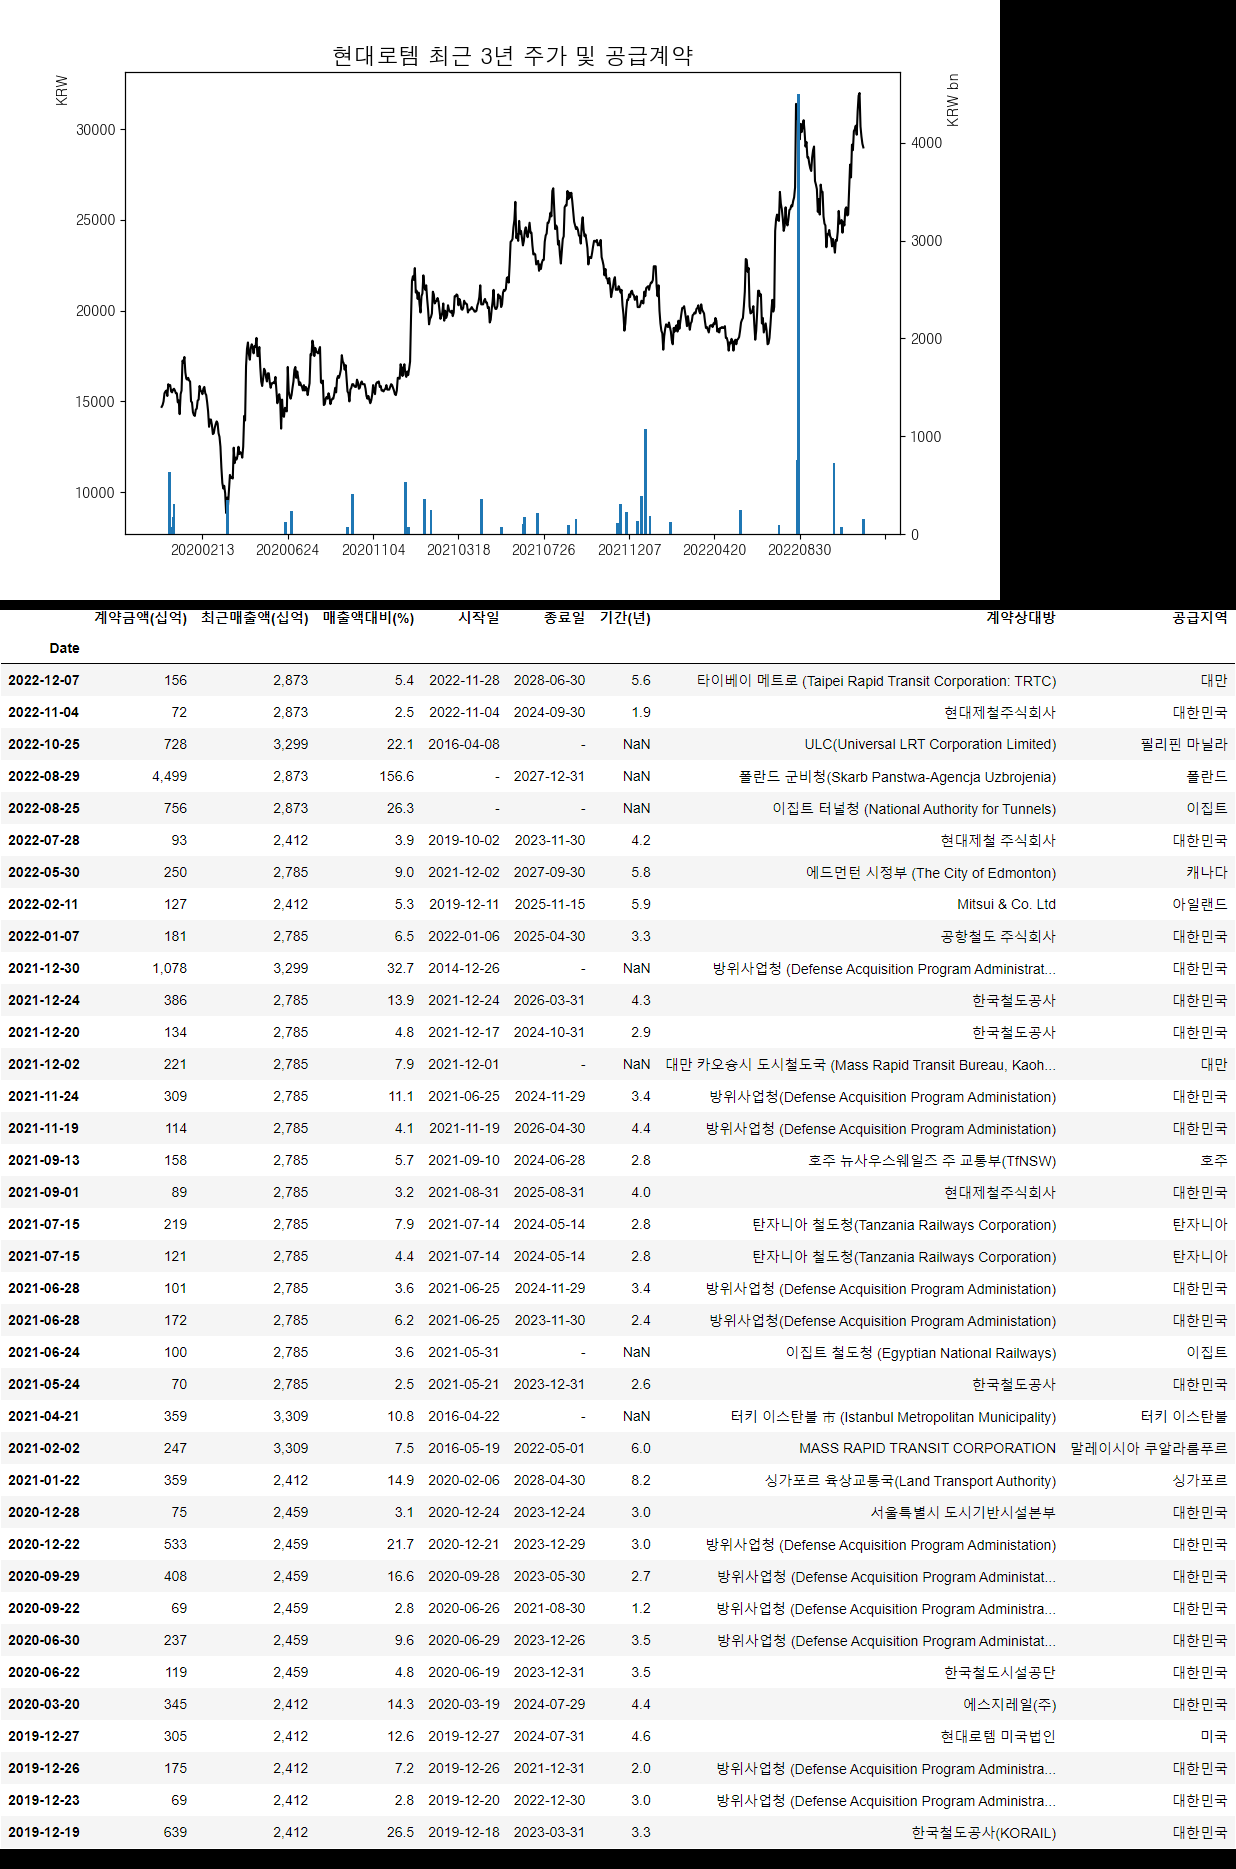 현대로템 최근 3년 주가 및 공급계약
KRW
KRW bn
30000
25000
20000
15000
10000
4000
3000
2000
1000
0
20200213 20200624 20201104 20210318 20210726 20211207 20220420 20220830
계약금액(십억) 최근매출액(십억) 매출액대비(%) 시작일 종료일 기간(년) 계약상대방 공급지역
Date
2022-12-07 156 2,873 5.4 2022-11-28 2028-06-30 5.6 타이베이 메트로 (Taipei Rapid Transit Corporation: TRTC) 대만
2022-11-04 72 2,873 2.5 2022-11-04 2024-09-30 1.9 현대제철주식회사 대한민국
2022-10-25 728 3,299 22.1 2016-04-08 - NaN ULC(Universal LRT Corporation Limited) 필리핀 마닐라
2022-08-29 4,499 2,873 156.6 - 2027-12-31 NaN 폴란드 군비청(Skarb Panstwa-Agencja Uzbrojenia) 폴란드
2022-08-25 756 2,873 26.3 - - NaN 이집트 터널청 (National Authority for Tunnels) 이집트
2022-07-28 93 2,412 3.9 2019-10-02 2023-11-30 4.2 현대제철 주식회사 대한민국
2022-05-30 250 2,785 9.0 2021-12-02 2027-09-30 5.8 에드먼턴 시정부 (The City of Edmonton) 캐나다
2022-02-11 127 2,412 5.3 2019-12-11 2025-11-15 5.9 Mitsui & Co. Ltd 아일랜드
2022-01-07 181 2,785 6.5 2022-01-06 2025-04-30 3.3 공항철도 주식회사 대한민국
2021-12-30 1,078 3,299 32.7 2014-12-26 - NaN 방위사업청 (Defense Acquisition Program Administrat... 대한민국
2021-12-24 386 2,785 13.9 2021-12-24 2026-03-31 4.3 한국철도공사 대한민국
2021-12-20 134 2,785 4.8 2021-12-17 2024-10-31 2.9 한국철도공사 대한민국
2021-12-02 221 2,785 7.9 2021-12-01 - NaN 대만 카오슝시 도시철도국 (Mass Rapid Transit Bureau, Kaoh... 대만
2021-11-24 309 2,785 11.1 2021-06-25 2024-11-29 3.4 방위사업청(Defense Acquisition Program Administation) 대한민국
2021-11-19 114 2,785 4.1 2021-11-19 2026-04-30 4.4 방위사업청 (Defense Acquisition Program Administation) 대한민국
2021-09-13 158 2,785 5.7 2021-09-10 2024-06-28 2.8 호주 뉴사우스웨일즈 주 교통부(TfNSW) 호주
2021-09-01 89 2,785 3.2 2021-08-31 2025-08-31 4.0 현대제철주식회사 대한민국
2021-07-15 219 2,785 7.9 2021-07-14 2024-05-14 2.8 탄자니아 철도청(Tanzania Railways Corporation) 탄자니아
2021-07-15 121 2,785 4.4 2021-07-14 2024-05-14 2.8 탄자니아 철도청(Tanzania Railways Corporation) 탄자니아
2021-06-28 101 2,785 3.6 2021-06-25 2024-11-29 3.4 방위사업청 (Defense Acquisition Program Administation) 대한민국
2021-06-28 172 2,785 6.2 2021-06-25 2023-11-30 2.4 방위사업청(Defense Acquisition Program Administation) 대한민국
2021-06-24 100 2,785 3.6 2021-05-31 - NaN 이집트 철도청 (Egyptian National Railways) 이집트
2021-05-24 70 2,785 2.5 2021-05-21 2023-12-31 2.6 한국철도공사 대한민국
2021-04-21 359 3,309 10.8 2016-04-22 - NaN 터키 이스탄불 市 (Istanbul Metropolitan Municipality) 터키 이스탄불
2021-02-02 247 3,309 7.5 2016-05-19 2022-05-01 6.0 MASS RAPID TRANSIT CORPORATION 말레이시아 쿠알라룸푸르
2021-01-22 359 2,412 14.9 2020-02-06 2028-04-30 8.2 싱가포르 육상교통국(Land Transport Authority) 싱가포르
2020-12-28 75 2,459 3.1 2020-12-24 2023-12-24 3.0 서울특별시 도시기반시설본부 대한민국
2020-12-22 533 2,459 21.7 2020-12-21 2023-12-29 3.0 방위사업청 (Defense Acquisition Program Administation) 대한민국
2020-09-29 408 2,459 16.6 2020-09-28 2023-05-30 2.7 방위사업청 (Defense Acquisition Program Administat... 대한민국
2020-09-22 69 2,459 2.8 2020-06-26 2021-08-30 1.2 방위사업청 (Defense Acquisition Program Administra... 대한민국
2020-06-30 237 2,459 9.6 2020-06-29 2023-12-26 3.5 방위사업청 (Defense Acquisition Program Administat... 대한민국
2020-06-22 119 2,459 4.8 2020-06-19 2023-12-31 3.5 한국철도시설공단 대한민국
2020-03-20 345 2,412 14.3 2020-03-19 2024-07-29 4.4 에스지레일(주) 대한민국
2019-12-27 305 2,412 12.6 2019-12-27 2024-07-31 4.6 현대로템 미국법인 미국
2019-12-26 175 2,412 7.2 2019-12-26 2021-12-31 2.0 방위사업청 (Defense Acquisition Program Administra... 대한민국
2019-12-23 69 2,412 2.8 2019-12-20 2022-12-30 3.0 방위사업청 (Defense Acquisition Program Administra... 대한민국
2019-12-19 639 2,412 26.5 2019-12-18 2023-03-31 3.3 한국철도공사(KORAIL) 대한민국